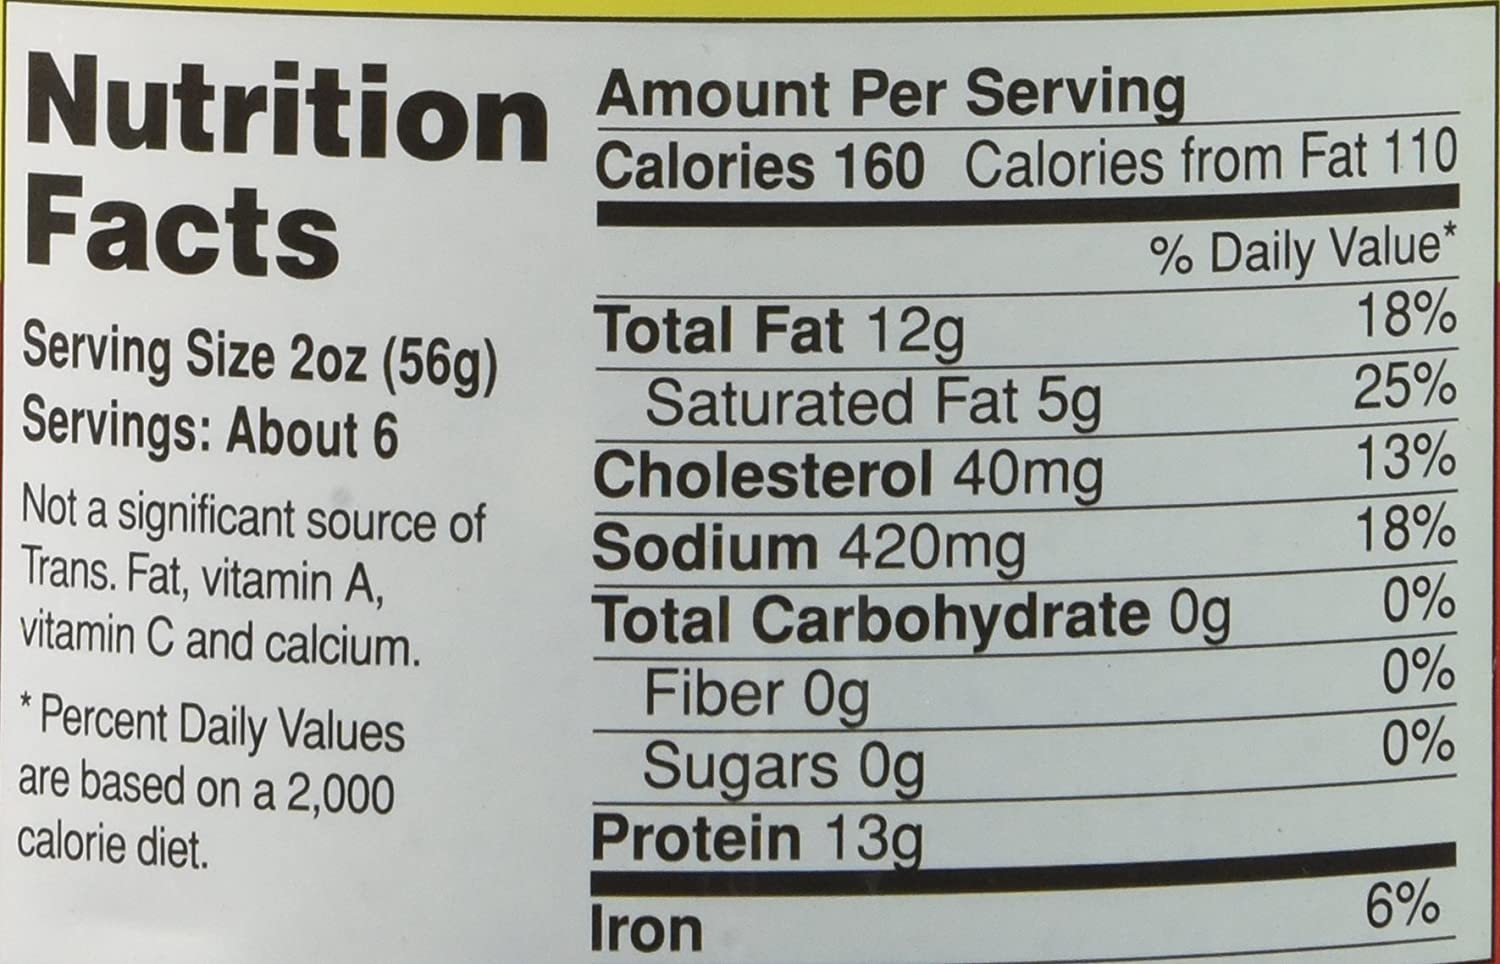 Nutrition
Facts
Serving Size 2oz (56g)
Servings: About 6
Not a significant source of
Trans. Fat, vitamin A,
vitamin C and calcium.
* Percent Daily Values
are based on a 2,000
calorie diet.
Amount Per Serving
Calories 160 Calories from Fat 110
% Daily Value*
Total Fat 12g 18%
Saturated Fat 5g 25%
Cholesterol 40mg 13%
Sodium 420mg 18%
Total Carbohydrate 0g 0%
Fiber 0g 0%
Sugars 0g 0%
Protein 13g
Iron 6%